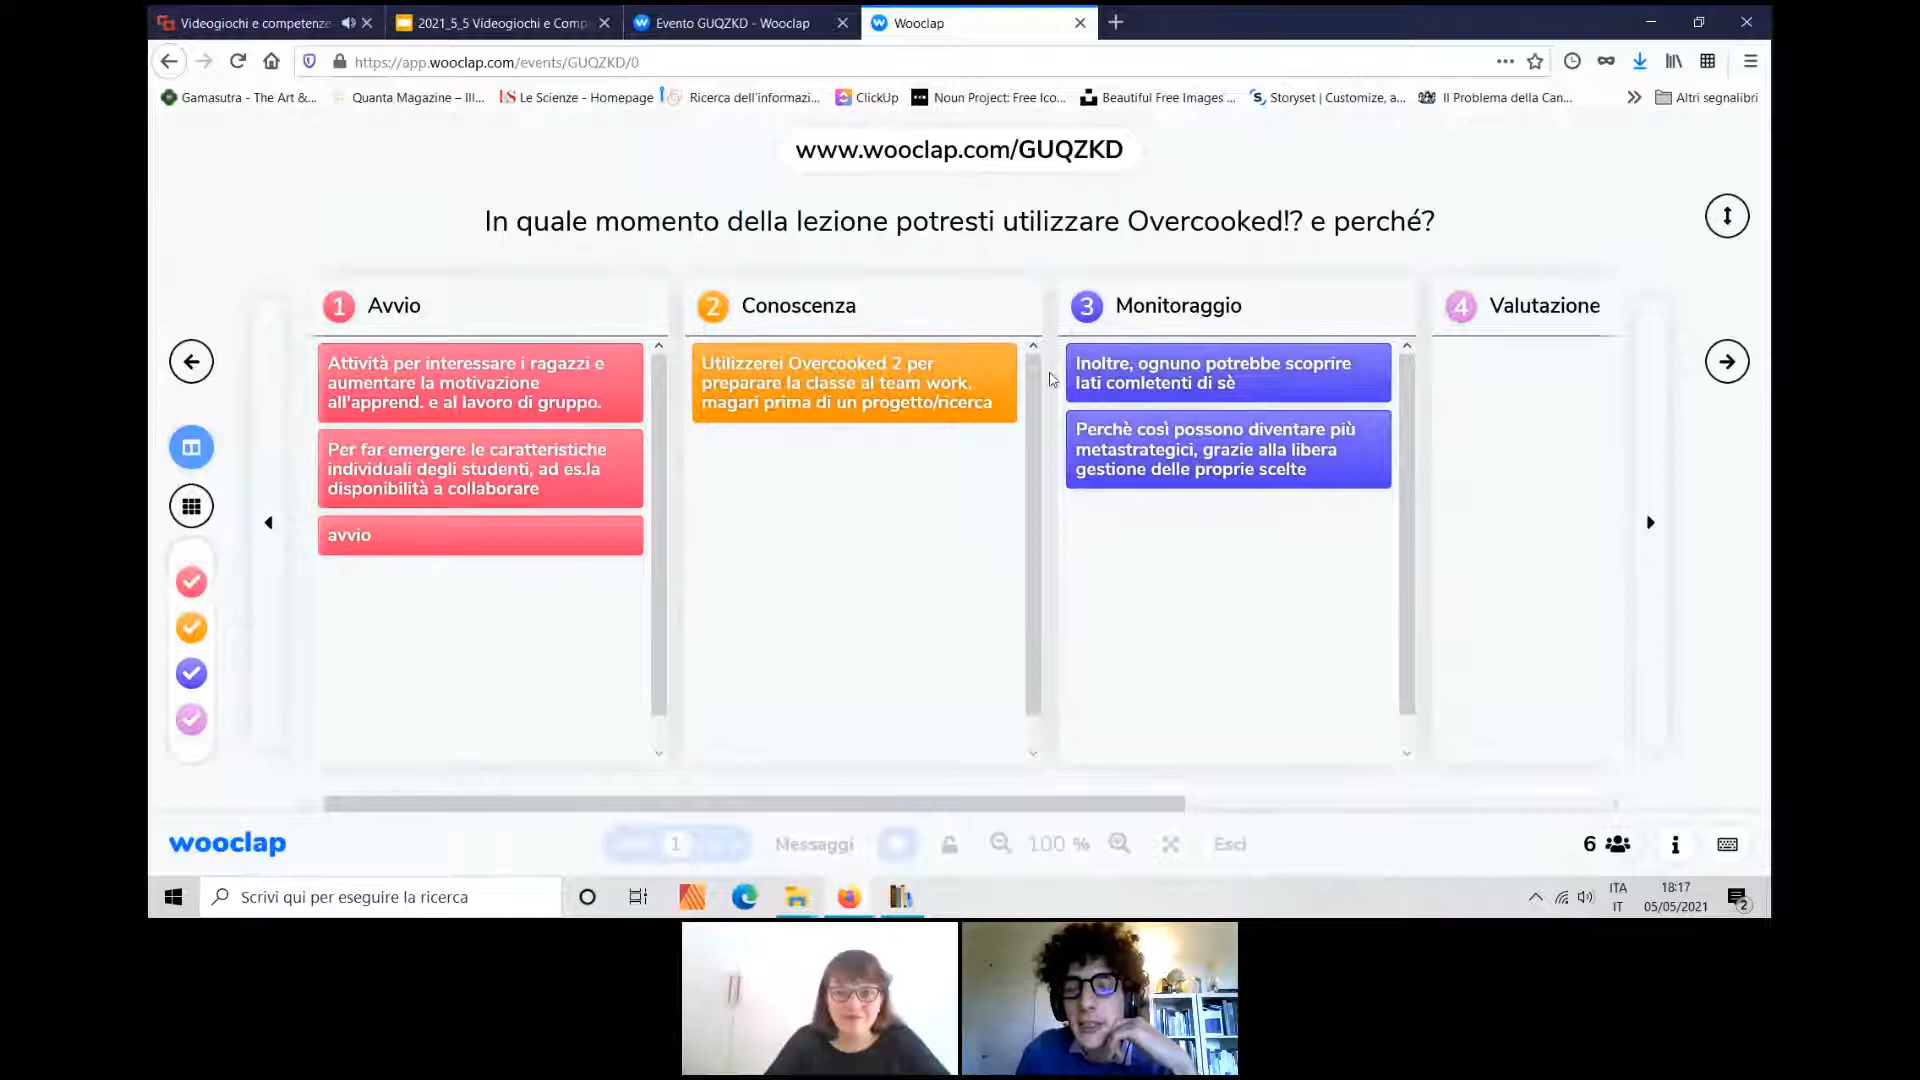 Videogiochi e competenze
2021_5_5 Videogiochi e Comp
Evento GUQZKD - Wooclap
Wooclap
https://app.wooclap.com/events/GUQZKD/0
Gamasutra - The Art &...
Quanta Magazine – Ill...
Le Scienze - Homepage
Ricerca dell'informazi...
ClickUp
Noun Project: Free Ico...
Beautiful Free Images ...
Storyset | Customize, a...
Il Problema della Can...
Altri segnalibri
www.wooclap.com/GUQZKD
In quale momento della lezione potresti utilizzare Overcooked!? e perché?
1 Avvio
Attività per interessare i ragazzi e
aumentare la motivazione
all'apprend. e al lavoro di gruppo.
Per far emergere le caratteristiche
individuali degli studenti, ad es.la
disponibilità a collaborare
avvio
2 Conoscenza
Utilizzerei Overcooked 2 per
preparare la classe al team work,
magari prima di un progetto/ricerca
3 Monitoraggio
Inoltre, ognuno potrebbe scoprire
lati comletenti di sè
Perchè così possono diventare più
metastrategici, grazie alla libera
gestione delle proprie scelte
4 Valutazione
wooclap
1
Messaggi
100 %
Esci
6
Scrivi qui per eseguire la ricerca
ITA
IT
18:17
05/05/2021
2